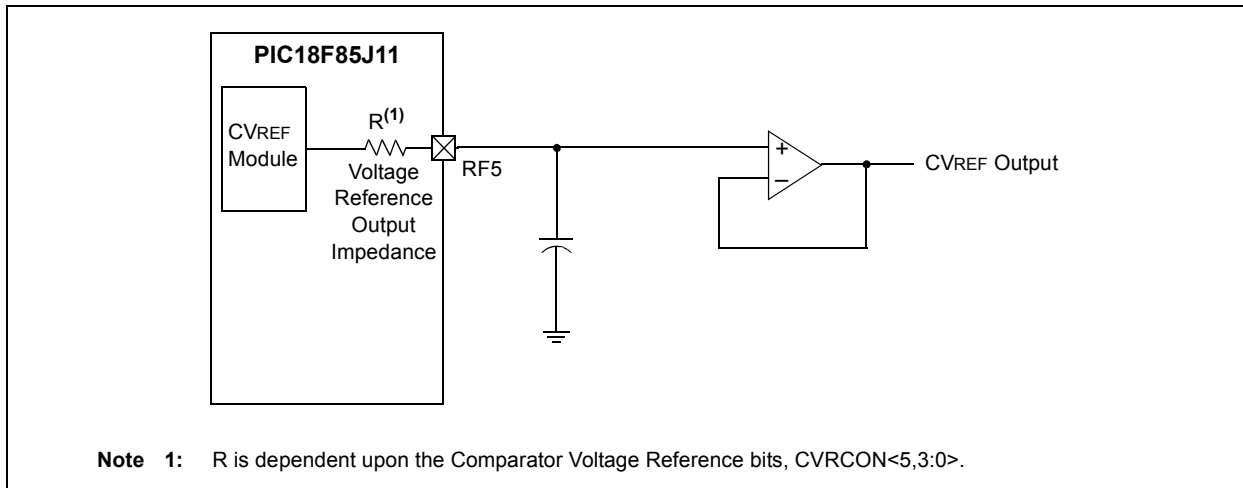 PIC18F85J11
CVREF
Module
R(1)
Voltage
Reference
Output
Impedance
RF5
+
–
CVREF Output
Note 1: R is dependent upon the Comparator Voltage Reference bits, CVRCON<5,3:0>.